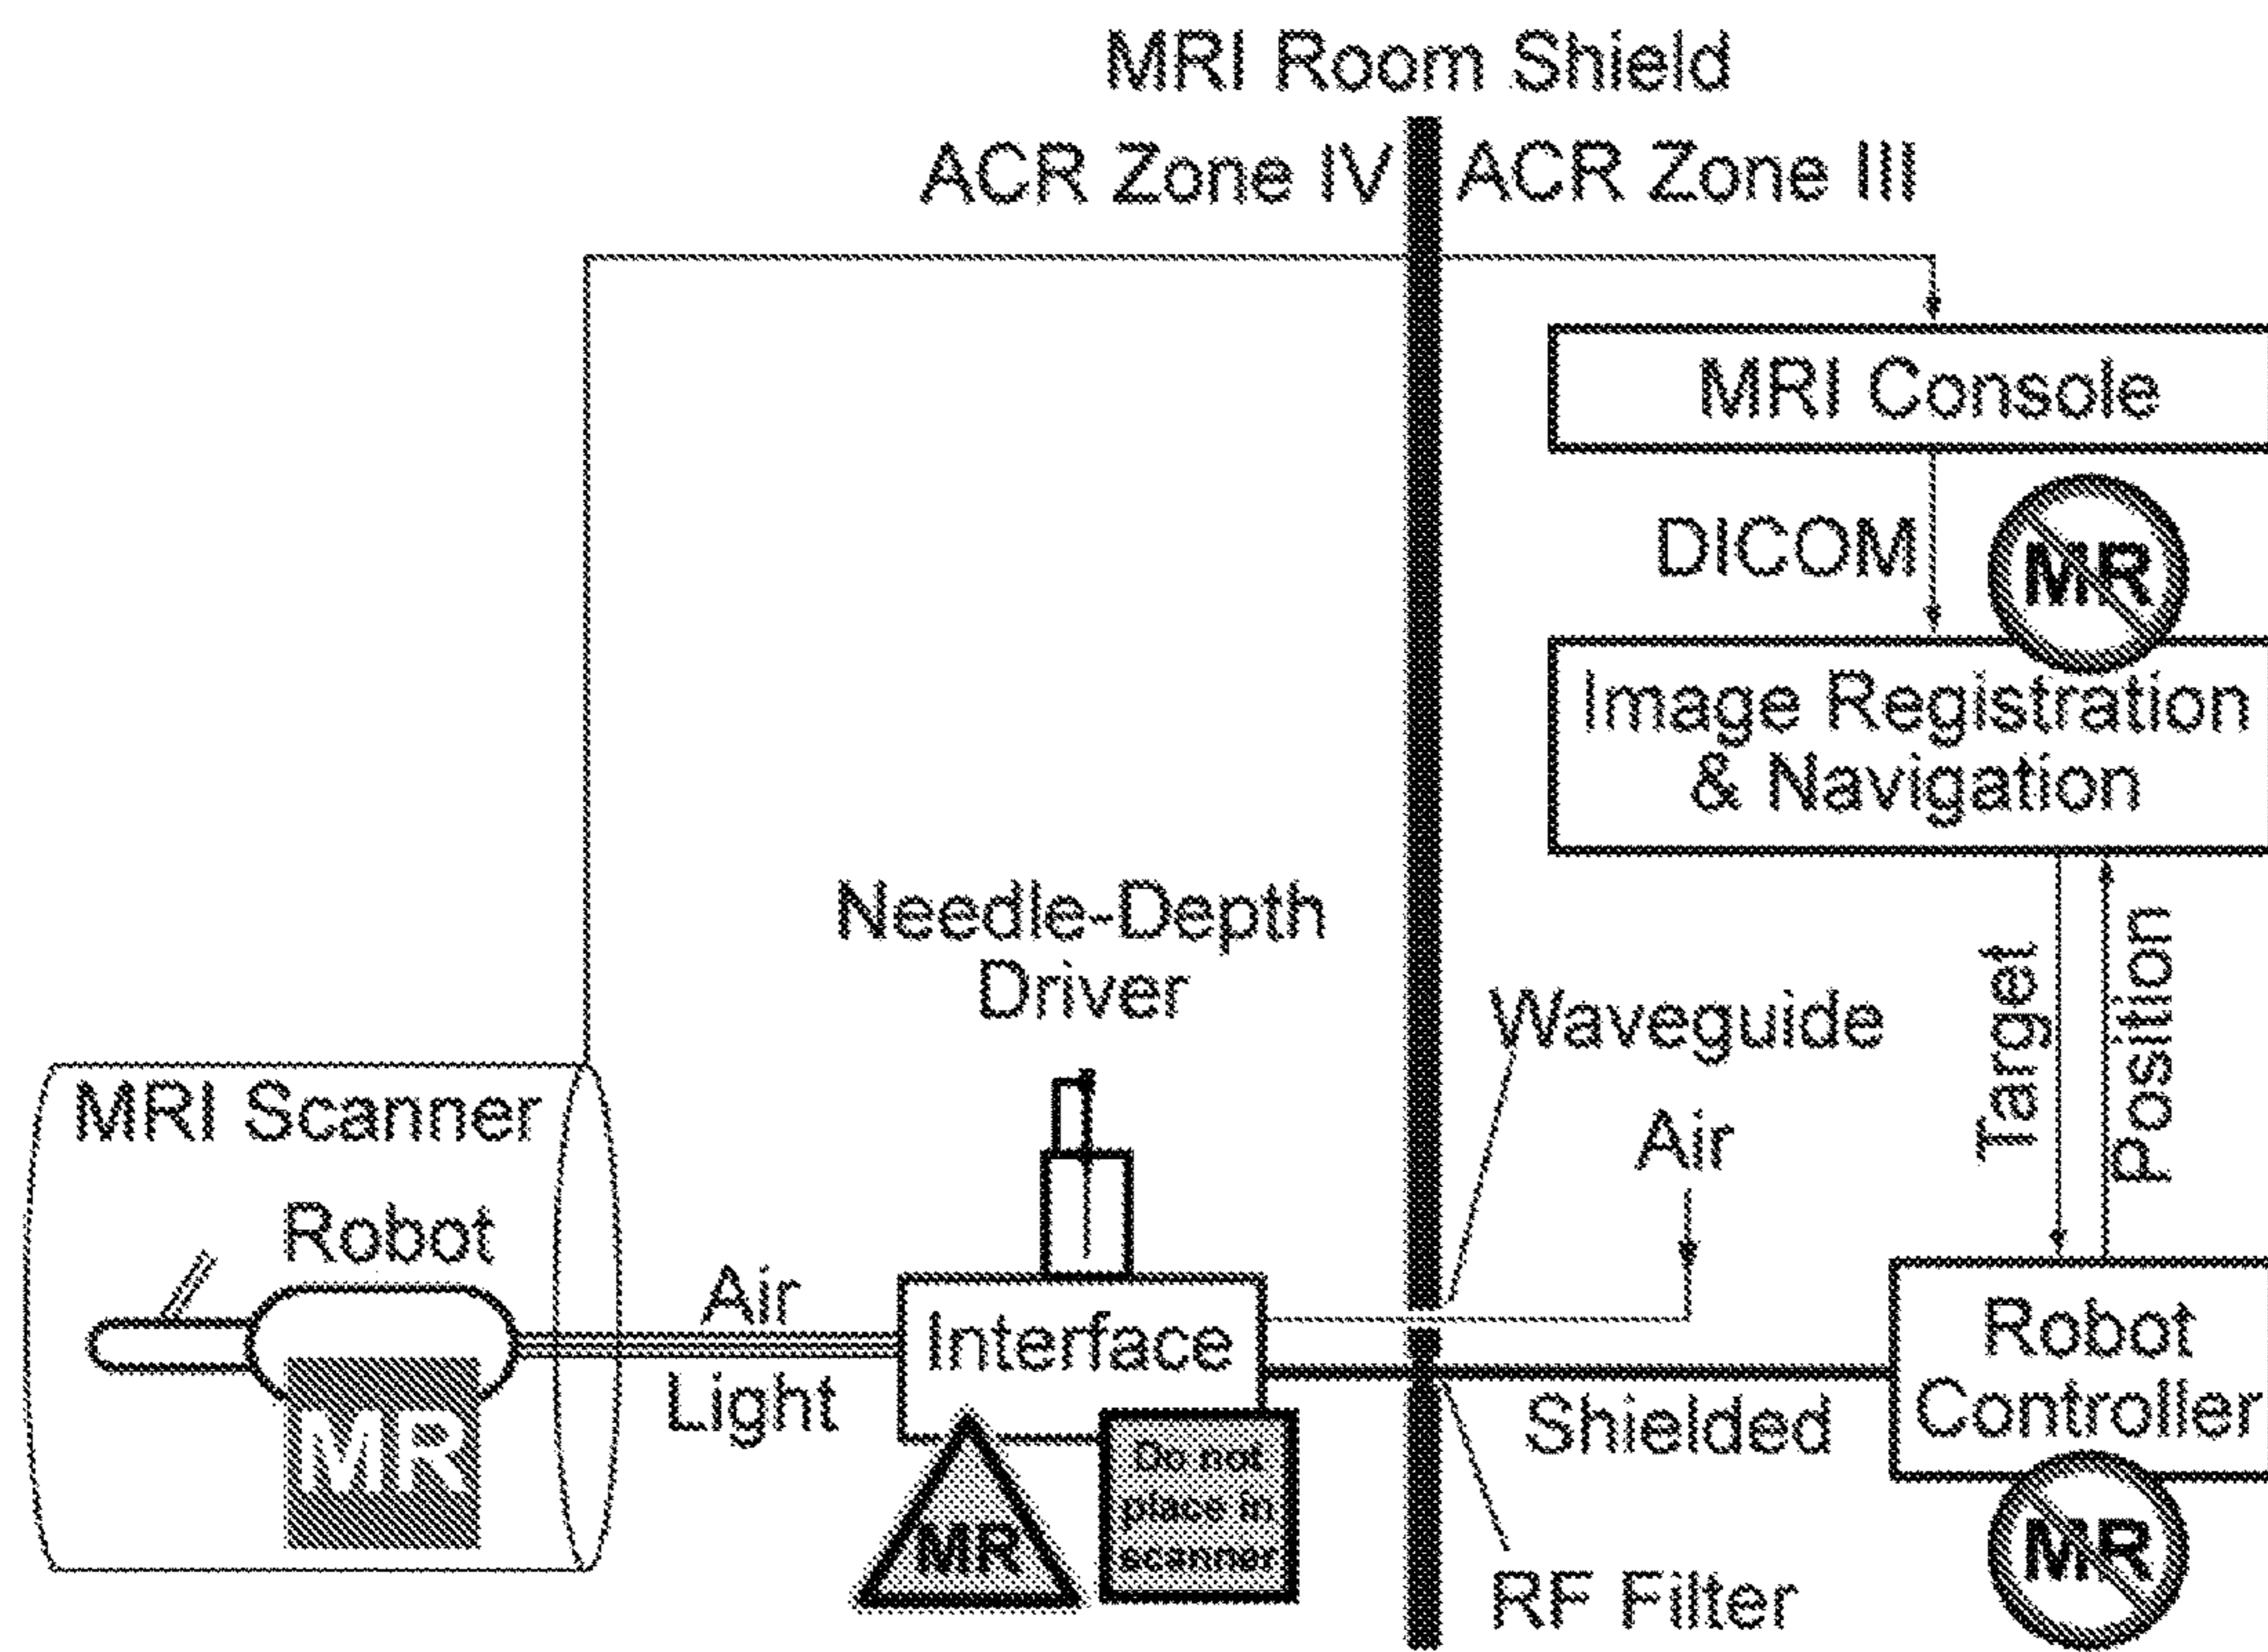 MRI Room Shield
ACR Zone IV
ACR Zone III
MRI Console
DICOM
MR
Image Registration
& Navigation
Needle-Depth
Driver
Waveguide
Air
Target
Position
MRI Scanner
Robot
MR
Air
Light
Interface
MR
Do not
place in
scanner
Shielded
RF Filter
Robot
Controller
MR